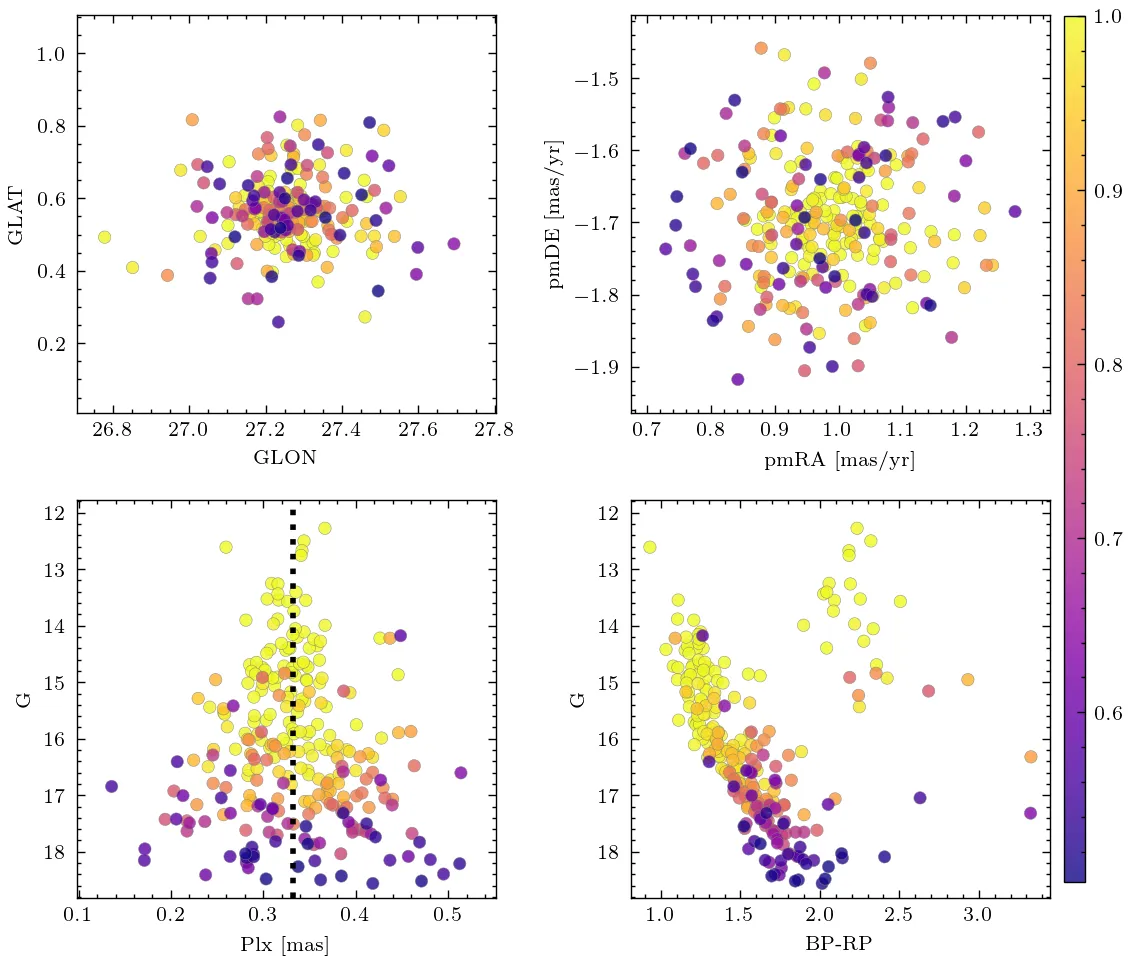 1.0
0.8
0.6
0.4
0.2
GLAT
26.8 27.0 27.2 27.4 27.6 27.8
GLON
−1.5
−1.6
−1.7
−1.8
−1.9
pmDE [mas/yr]
0.7 0.8 0.9 1.0 1.1 1.2 1.3
pmRA [mas/yr]
1.0
0.9
0.8
0.7
0.6
12
13
14
15
16
17
18
G
0.1 0.2 0.3 0.4 0.5
Plx [mas]
12
13
14
15
16
17
18
G
1.0 1.5 2.0 2.5 3.0
BP-RP